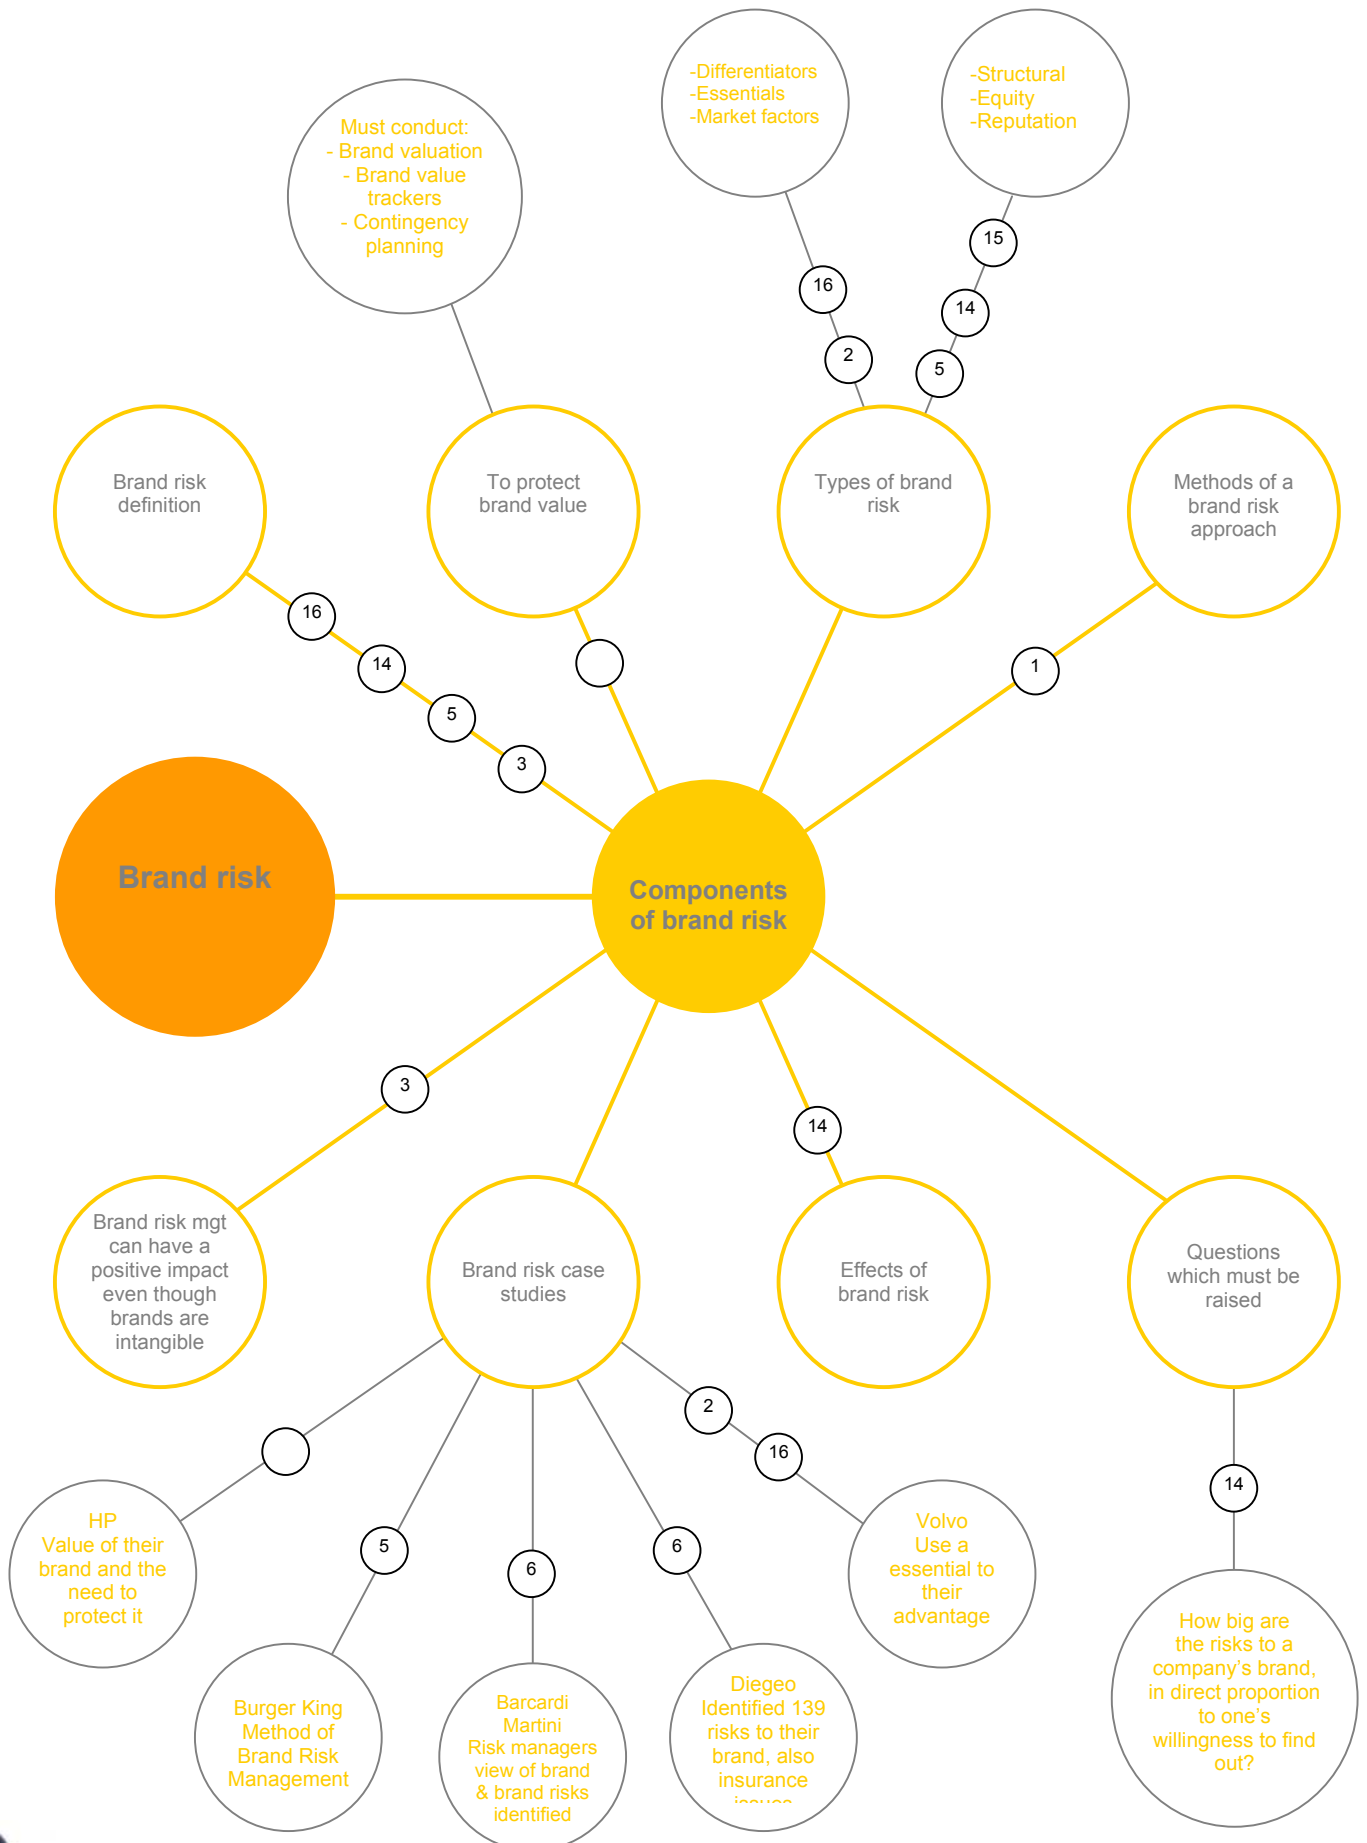 -Differentiators
-Essentials
-Market factors
-Structural
-Equity
-Reputation
Must conduct:
- Brand valuation
- Brand value
trackers
- Contingency
planning
15
16
14
2
5
Brand risk
definition
To protect
brand value
Types of brand
risk
Methods of a
brand risk
approach
16
14
5
3
1
Brand risk
Components
of brand risk
3
14
Brand risk mgt
can have a
positive impact
even though
brands are
intangible
Brand risk case
studies
Effects of
brand risk
Questions
which must be
raised
2
16
14
5
6
6
HP
Value of their
brand and the
need to
protect it
Burger King
Method of
Brand Risk
Management
Barcardi
Martini
Risk managers
view of brand
& brand risks
identified
Diegeo
Identified 139
risks to their
brand, also
insurance
issues
Volvo
Use a
essential to
their
advantage
How big are
the risks to a
company's brand,
in direct proportion
to one's
willingness to find
out?